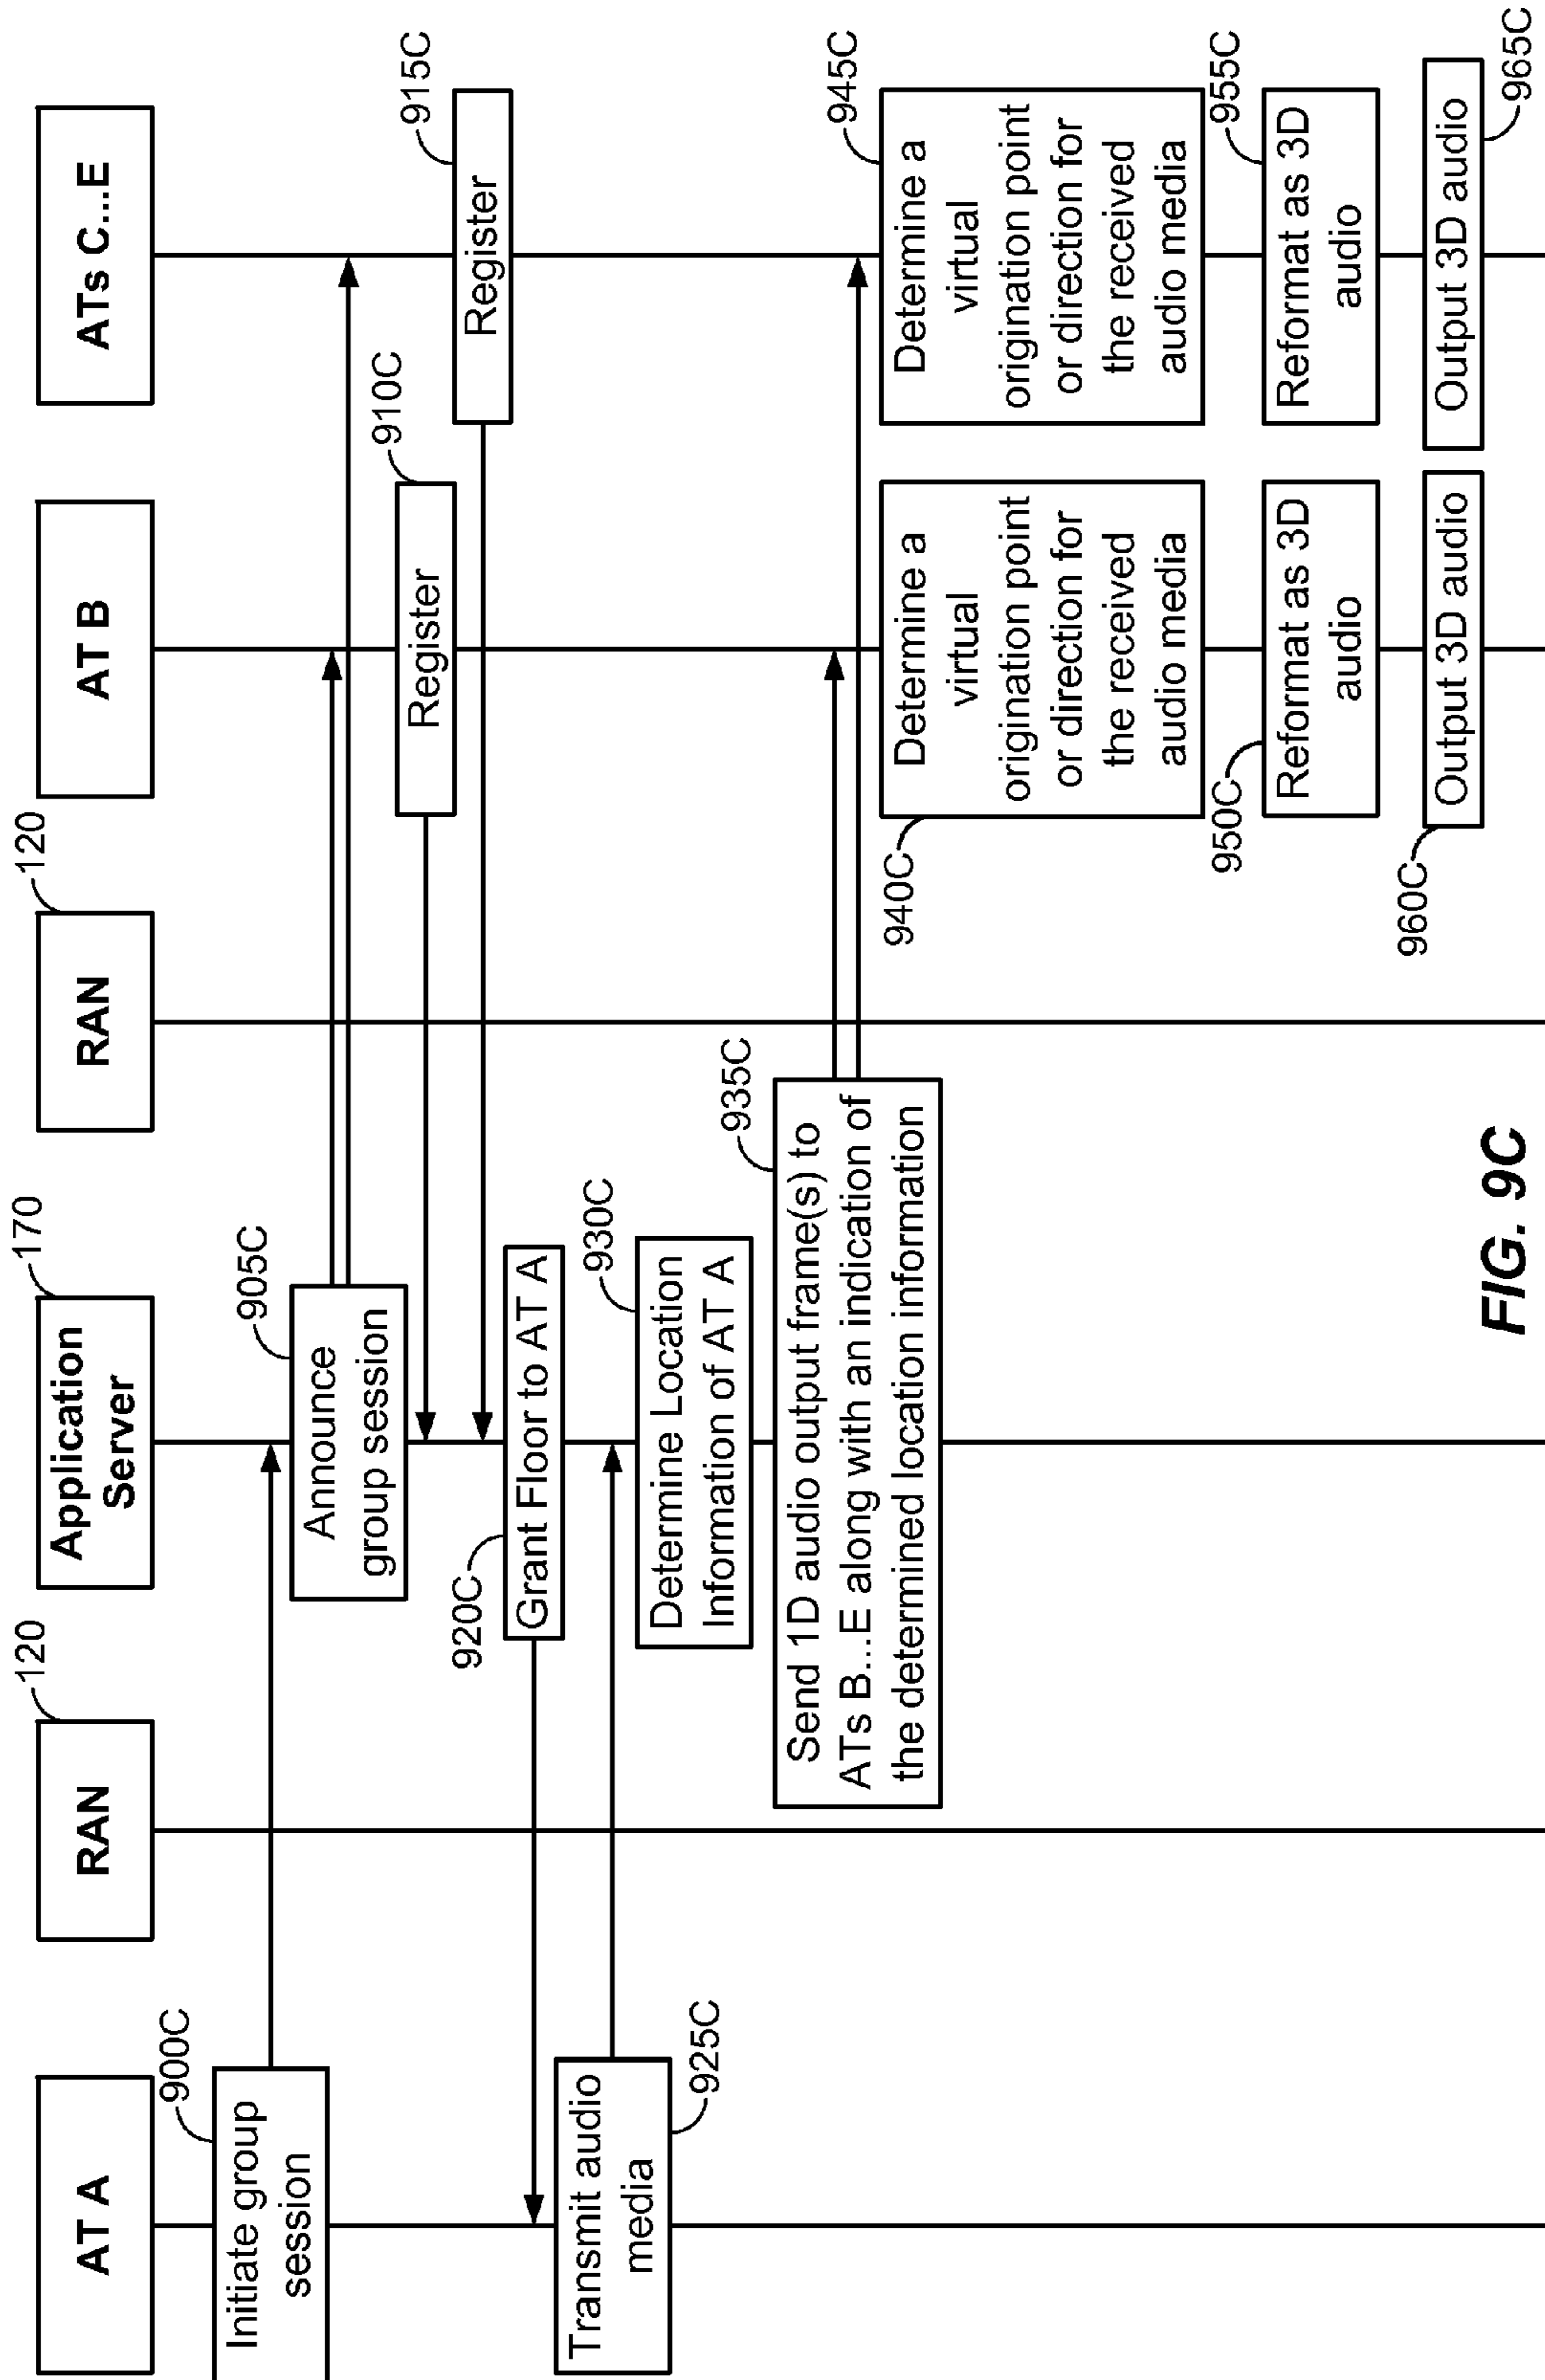 AT A
RAN
120
Application
Server
170
RAN
120
AT B
ATs C...E
Initiate group
session
900C
Announce
group session
905C
Register
910C
Register
915C
Grant Floor to AT A
920C
Transmit audio
media
925C
Determine Location
Information of AT A
930C
Send 1D audio output frame(s) to
ATs B...E along with an indication of
the determined location information
935C
Determine a
virtual
origination point
or direction for
the received
audio media
940C
Determine a
virtual
origination point
or direction for
the received
audio media
945C
Reformat as 3D
audio
950C
Reformat as 3D
audio
955C
Output 3D audio
960C
Output 3D audio
965C
FIG. 9C